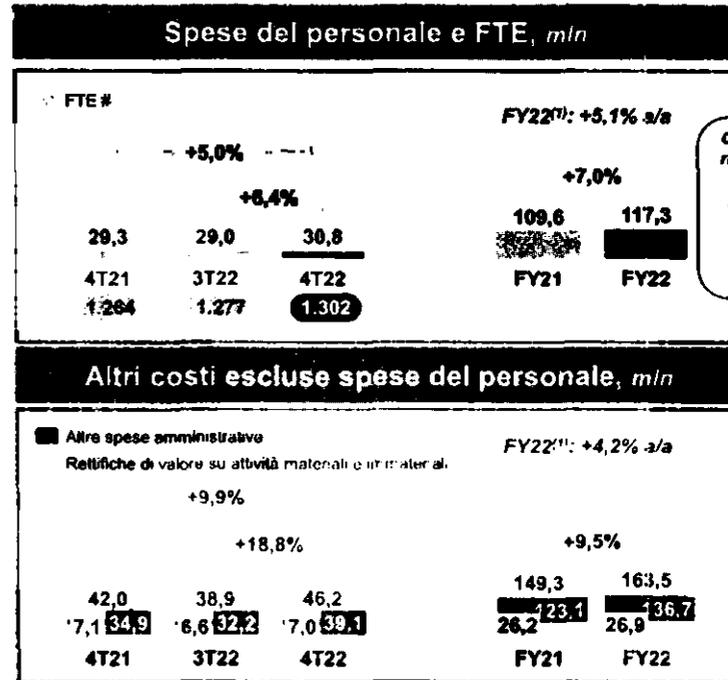 Spese del personale e FTE, mln
FTE #
FY22⁽¹⁾: +5,1% a/a
+5,0%
+6,4%
+7,0%
29,3 29,0 30,8
109,6 117,3
4T21 3T22 4T22
FY21 FY22
1.264 1.277 1.302
Altri costi escluse spese del personale, mln
Altre spese amministrative
Rettifiche di valore su attività materiali e immateriali
FY22⁽¹⁾: +4,2% a/a
+9,9%
+18,8%
+9,5%
42,0 38,9 46,2
149,3 163,5
7,1 34,9 6,6 32,2 7,0 39,1
26,2 123.1 26,9 136.7
4T21 3T22 4T22
FY21 FY22